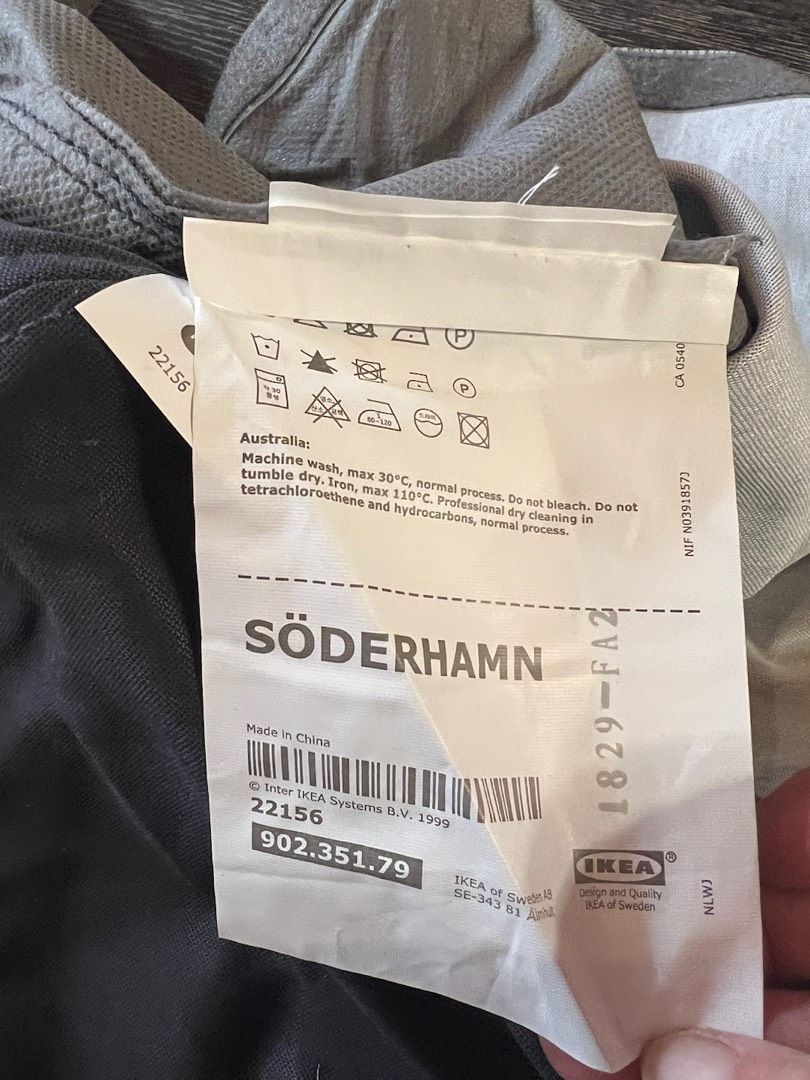 22156
P
P
80-120
CA 0540
Australia:
Machine wash, max 30°C, normal process. Do not bleach. Do not
tumble dry. Iron, max 110°C. Professional dry cleaning in
tetrachloroethene and hydrocarbons, normal process.
NIF N0391857J
SÖDERHAMN
1829-FA2
Made in China
© Inter IKEA Systems B.V. 1999
22156
902.351.79
IKEA of Sweden AB
SE-343 81 Älmhult
IKEA®
Design and Quality
IKEA of Sweden
NLWJ